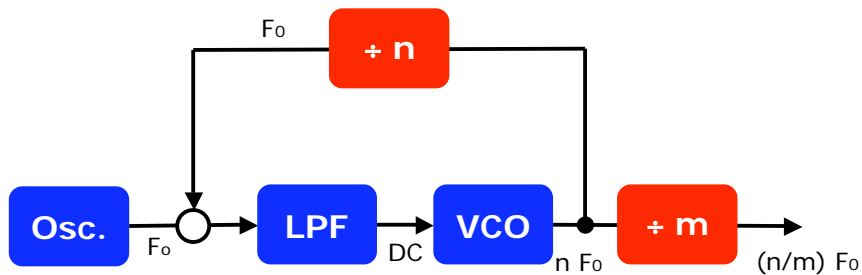 F₀
÷ n
Osc.
F₀
LPF
DC
VCO
n F₀
÷ m
(n/m) F₀